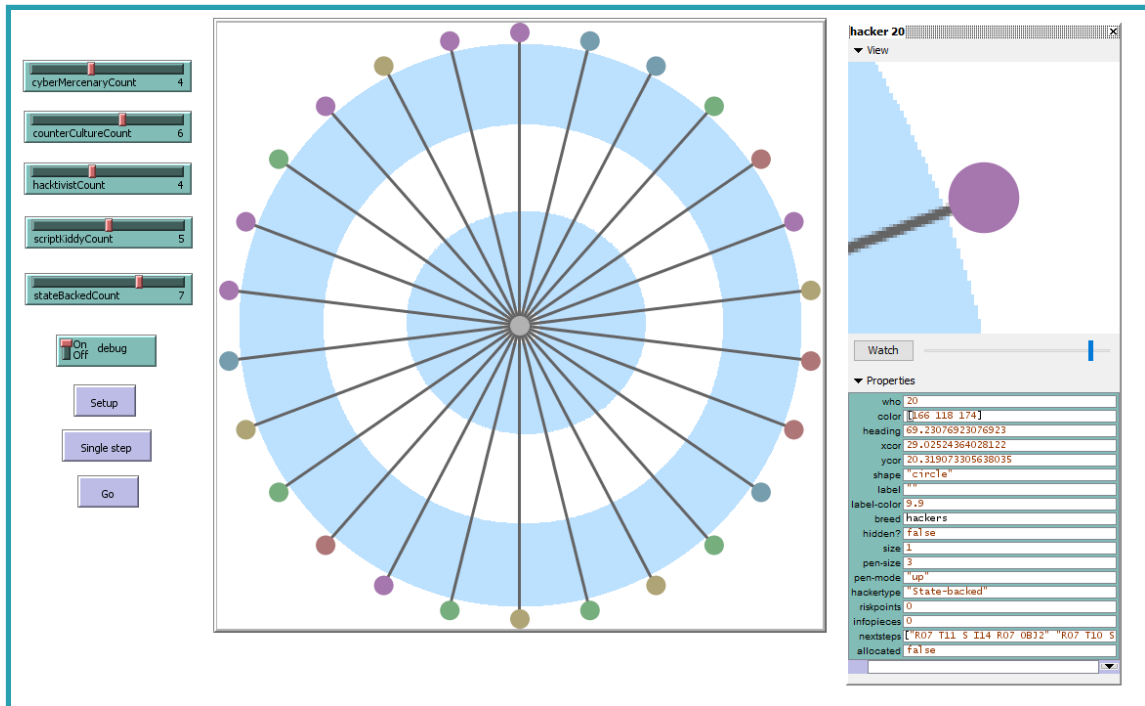 cyberMercenaryCount 4
counterCultureCount 6
hacktivistCount 4
scriptKiddyCount 5
stateBackedCount 7
On
Off
debug
Setup
Single step
Go
hacker 20
View
Watch
Properties
who 20
color [166 118 174]
heading 69.23076923076923
xcor 29.02524364028122
ycor 20.319073305638035
shape "circle"
label ""
label-color 9.9
breed hackers
hidden? false
size 1
pen-size 3
pen-mode "up"
hackertype "State-backed"
riskpoints 0
infopieces 0
nextsteps ["R07 T11 S I14 R07 OBJ2" "R07 T10 S
allocated false